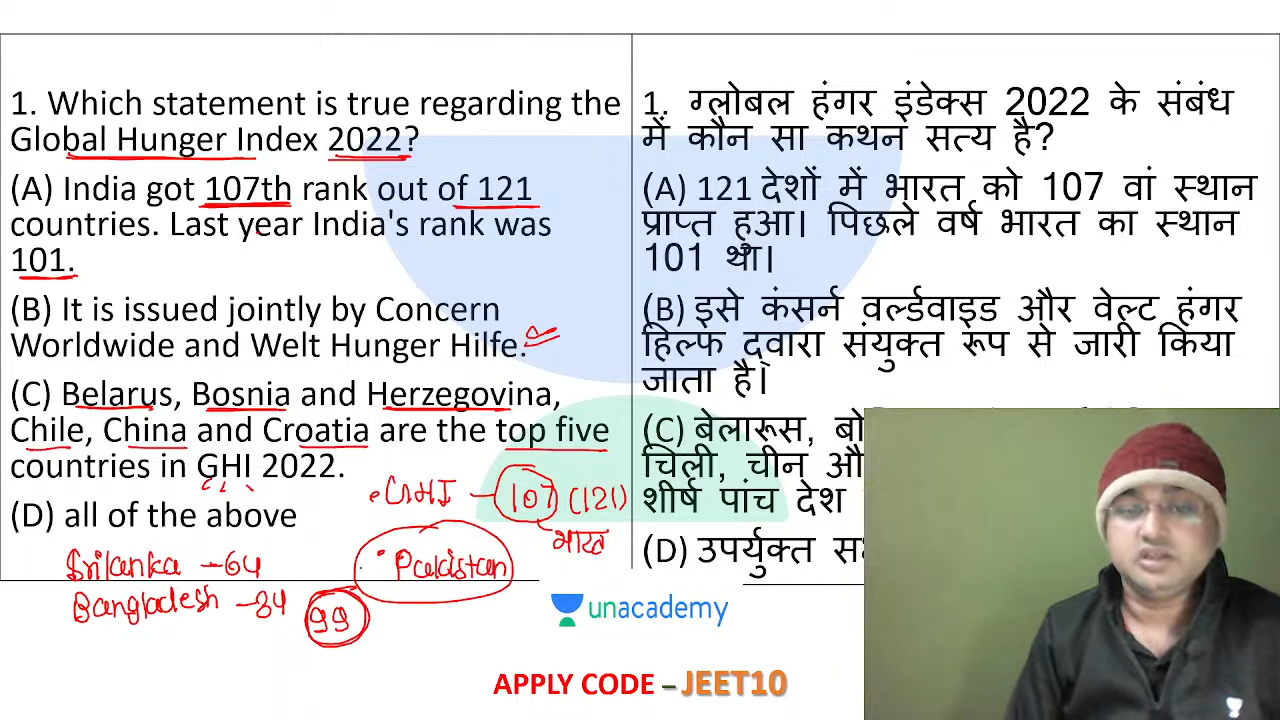 1. Which statement is true regarding the
Global Hunger Index 2022?
(A) India got 107th rank out of 121
countries. Last year India's rank was
101.
(B) It is issued jointly by Concern
Worldwide and Welt Hunger Hilfe.
(C) Belarus, Bosnia and Herzegovina,
Chile, China and Croatia are the top five
countries in GHI 2022.
(D) all of the above
GHI - 107 (121)
भारत
Srilanka - 64
Pakistan
Bangladesh - 84
99
1. ग्लोबल हंगर इंडेक्स 2022 के संबंध
में कौन सा कथन सत्य है?
(A) 121 देशों में भारत को 107 वां स्थान
प्राप्त हुआ। पिछले वर्ष भारत का स्थान
101 था।
(B) इसे कंसर्न वर्ल्डवाइड और वेल्ट हंगर
हिल्फ द्वारा संयुक्त रूप से जारी किया
जाता है।
(C) बेलारूस, बो
चिली, चीन औ
शीर्ष पांच देश
(D) उपर्युक्त सभ
unacademy
APPLY CODE – JEET10